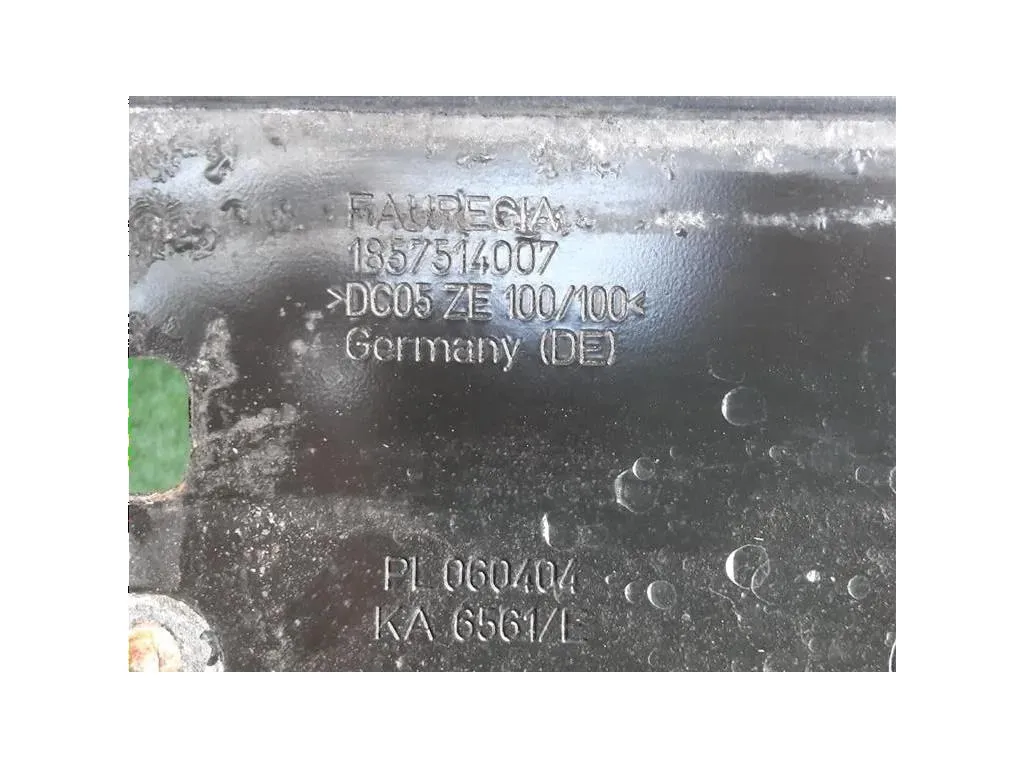 FAURECIA
1857514007
>DC05 ZE 100/100<
Germany (DE)
PL 060404
KA 6561/E